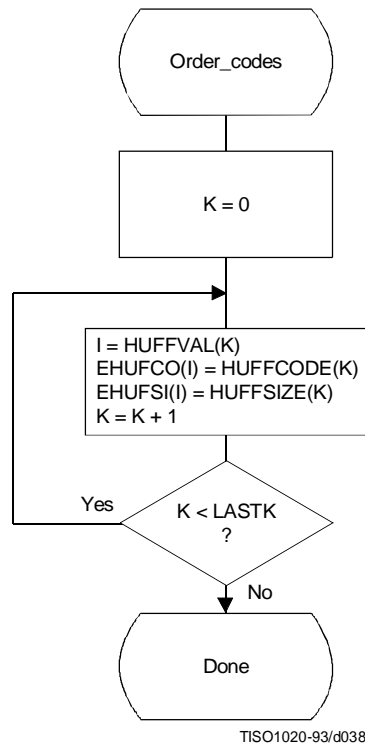 Order_codes
K = 0
I = HUFFVAL(K)
EHUFCO(I) = HUFFCODE(K)
EHUFSI(I) = HUFFSIZE(K)
K = K + 1
Yes
K < LASTK
?
No
Done
TISO1020-93/d038